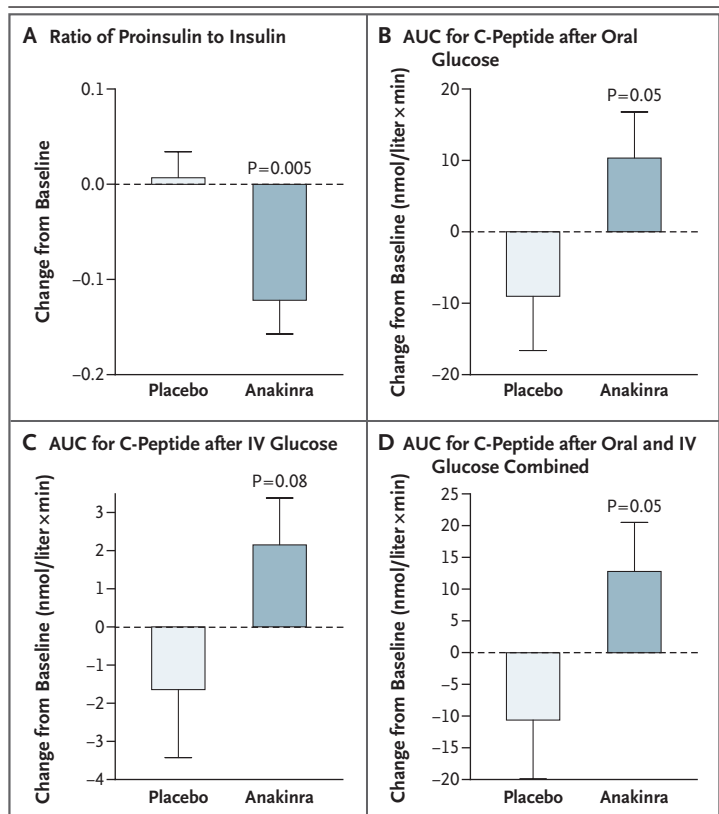 A Ratio of Proinsulin to Insulin
Change from Baseline
0.1
0.0
−0.1
−0.2
P=0.005
Placebo
Anakinra
B AUC for C-Peptide after Oral
Glucose
Change from Baseline (nmol/liter×min)
20
10
0
−10
−20
P=0.05
Placebo
Anakinra
C AUC for C-Peptide after IV Glucose
Change from Baseline (nmol/liter×min)
3
2
1
0
−1
−2
−3
−4
P=0.08
Placebo
Anakinra
D AUC for C-Peptide after Oral and IV
Glucose Combined
Change from Baseline (nmol/liter×min)
25
20
15
10
5
0
−5
−10
−15
−20
P=0.05
Placebo
Anakinra